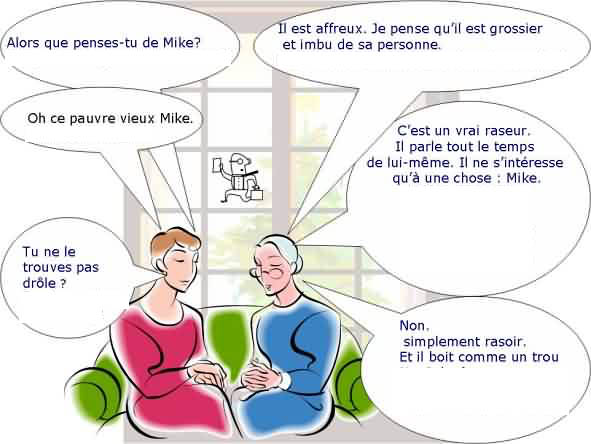 Alors que penses-tu de Mike?
Il est affreux. Je pense qu'il est grossier
et imbu de sa personne.
Oh ce pauvre vieux Mike.
C'est un vrai raseur.
Il parle tout le temps
de lui-même. Il ne s'intéresse
qu'à une chose : Mike.
Tu ne le
trouves pas
drôle ?
Non.
simplement rasoir.
Et il boit comme un trou